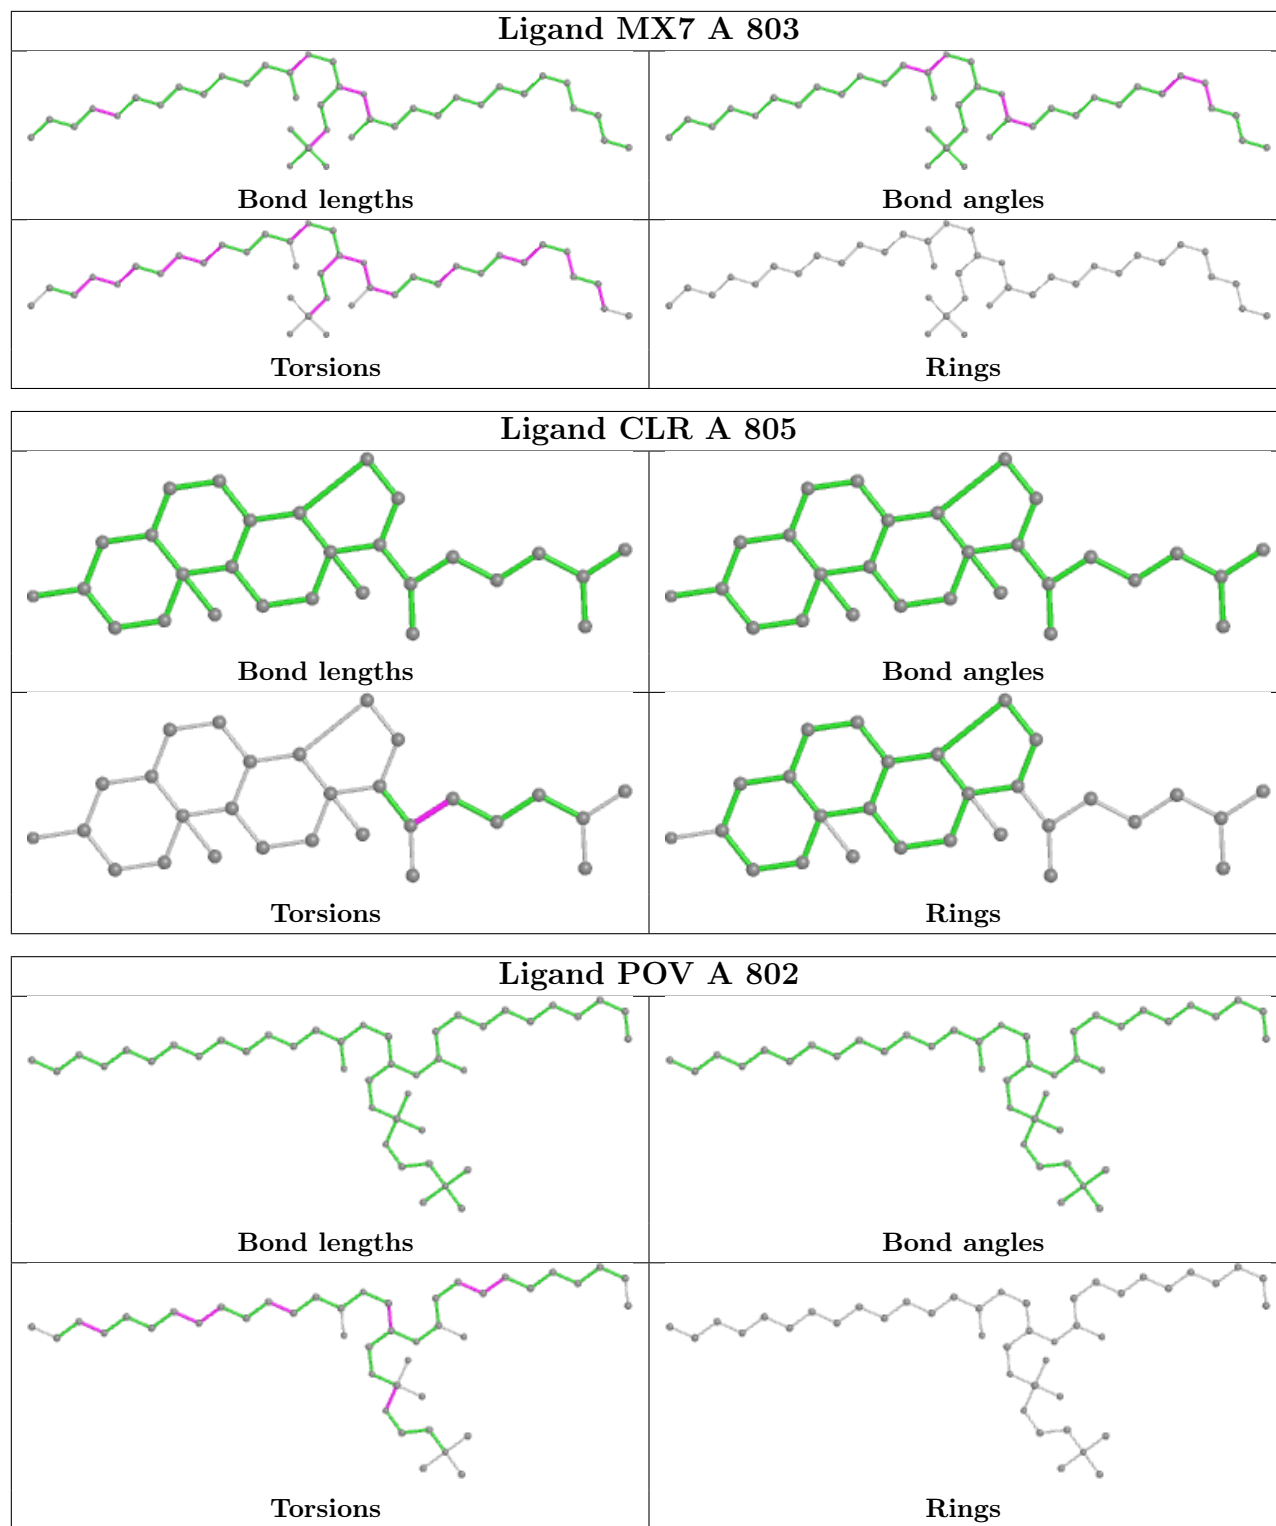 Ligand MX7 A 803
Bond lengths
Bond angles
Torsions
Rings
Ligand CLR A 805
Bond lengths
Bond angles
Torsions
Rings
Ligand POV A 802
Bond lengths
Bond angles
Torsions
Rings